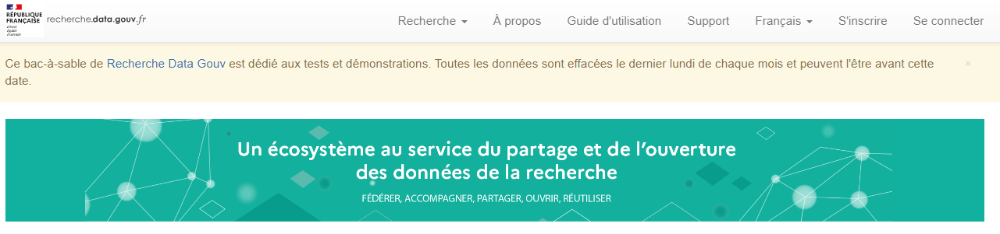 RÉPUBLIQUE
FRANÇAISE
Liberté
Égalité
Fraternité
recherche.data.gouv.fr
Recherche
À propos
Guide d'utilisation
Support
Français
S'inscrire
Se connecter
Ce bac-à-sable de Recherche Data Gouv est dédié aux tests et démonstrations. Toutes les données sont effacées le dernier lundi de chaque mois et peuvent l'être avant cette
date.
×
Un écosystème au service du partage et de l'ouverture
des données de la recherche
FÉDÉRER, ACCOMPAGNER, PARTAGER, OUVRIR, RÉUTILISER